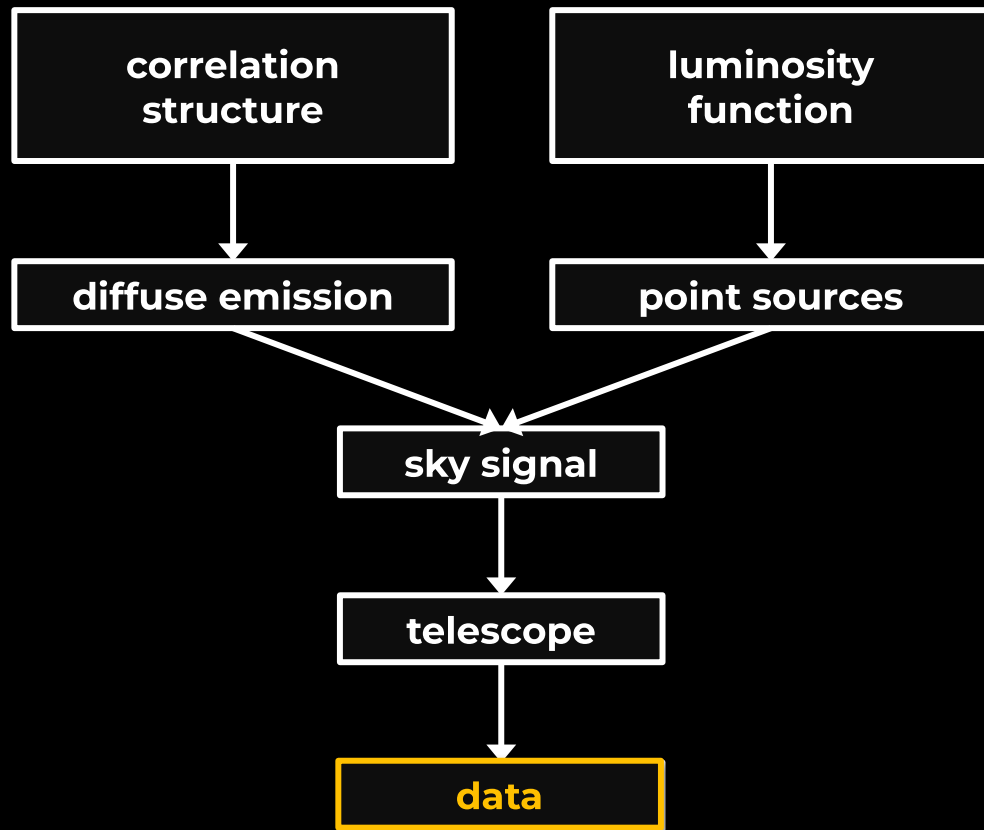 correlation
structure
luminosity
function
diffuse emission
point sources
sky signal
telescope
data